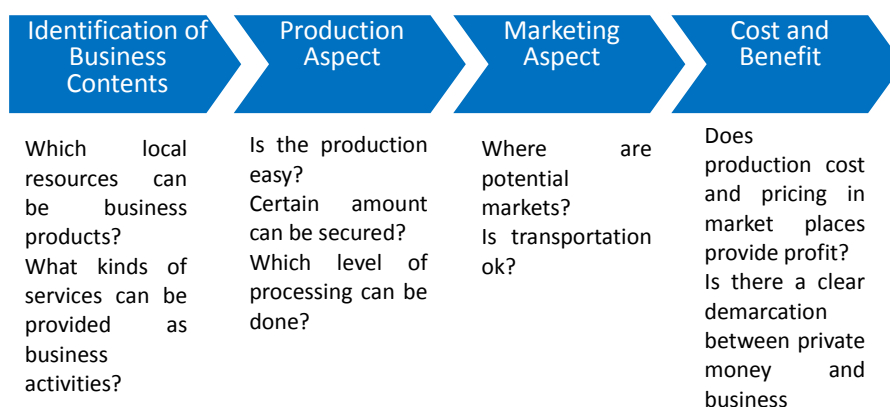 Identification of
Business
Contents
Production
Aspect
Marketing
Aspect
Cost and
Benefit
Which local
resources can
be business
products?
What kinds of
services can be
provided as
business
activities?
Is the production
easy?
Certain amount
can be secured?
Which level of
processing can be
done?
Where are
potential
markets?
Is transportation
ok?
Does
production cost
and pricing in
market places
provide profit?
Is there a clear
demarcation
between private
money and
business